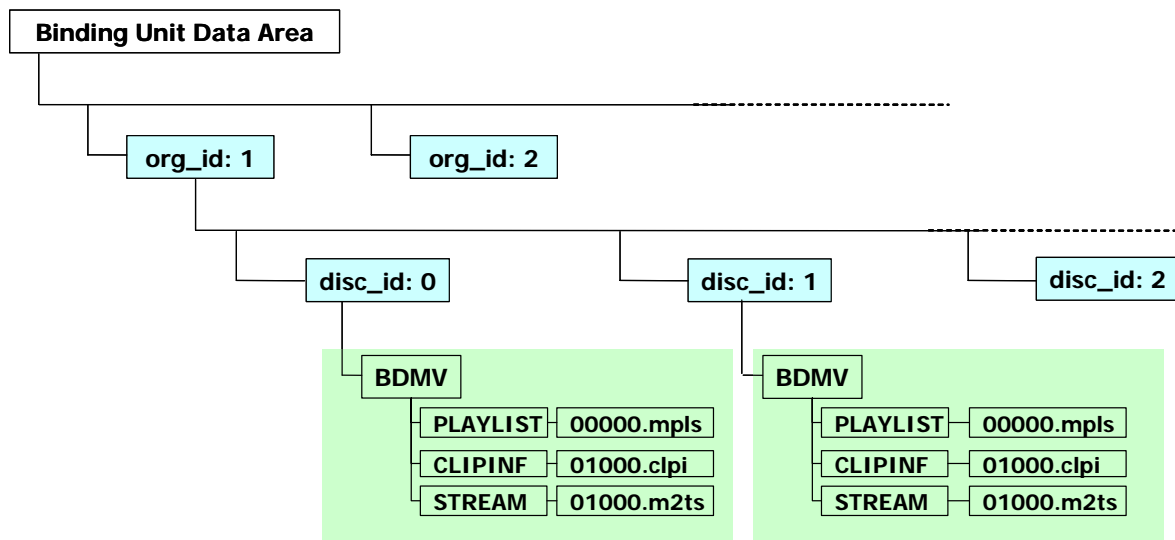 Binding Unit Data Area
org_id: 1
org_id: 2
disc_id: 0
disc_id: 1
disc_id: 2
BDMV
BDMV
PLAYLIST 00000.mpls
PLAYLIST 00000.mpls
CLIPINF 01000.clpi
CLIPINF 01000.clpi
STREAM 01000.m2ts
STREAM 01000.m2ts